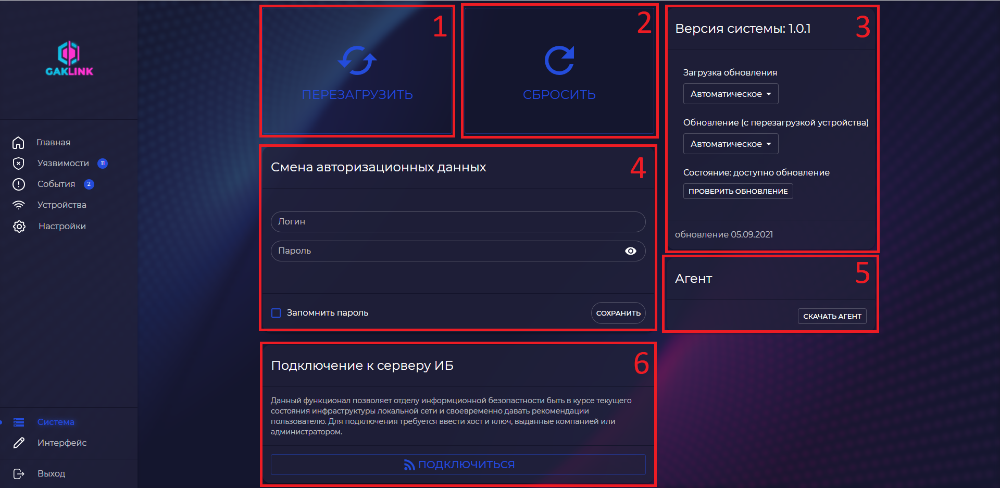 GAKLINK
Главная
Уязвимости 11
События 2
Устройства
Настройки
Система
Интерфейс
Выход
1
ПЕРЕЗАГРУЗИТЬ
2
СБРОСИТЬ
3
Версия системы: 1.0.1
Загрузка обновления
Автоматическое
Обновление (с перезагрузкой устройства)
Автоматическое
Состояние: доступно обновление
ПРОВЕРИТЬ ОБНОВЛЕНИЕ
обновление 05.09.2021
4
Смена авторизационных данных
Логин
Пароль
Запомнить пароль
СОХРАНИТЬ
5
Агент
СКАЧАТЬ АГЕНТ
6
Подключение к серверу ИБ
Данный функционал позволяет отделу информционной безопастности быть в курсе текущего
состояния инфраструктуры локальной сети и своевременно давать рекомендации
пользователю. Для подключения требуется ввести хост и ключ, выданные компанией или
администратором.
ПОДКЛЮЧИТЬСЯ